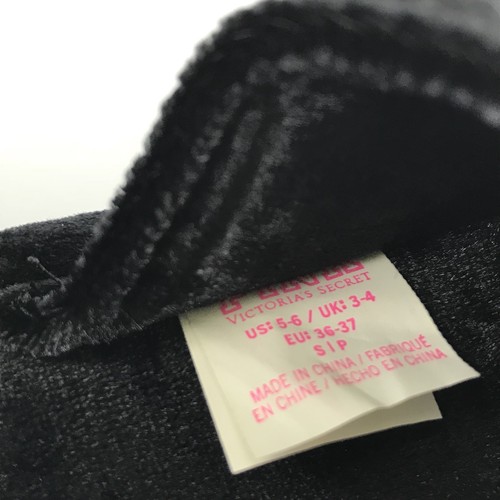 VICTORIA'S SECRET
US: 5-6 / UK: 3-4
EU: 36-37
S | P
MADE IN CHINA / FABRIQUÉ
EN CHINE / HECHO EN CHINA